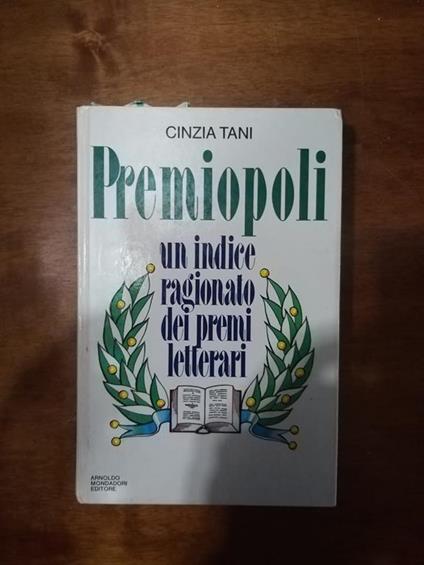 CINZIA TANI
Premiopoli
un indice
ragionato
dei premi
letterari
ARNOLDO
MONDADORI
EDITORE